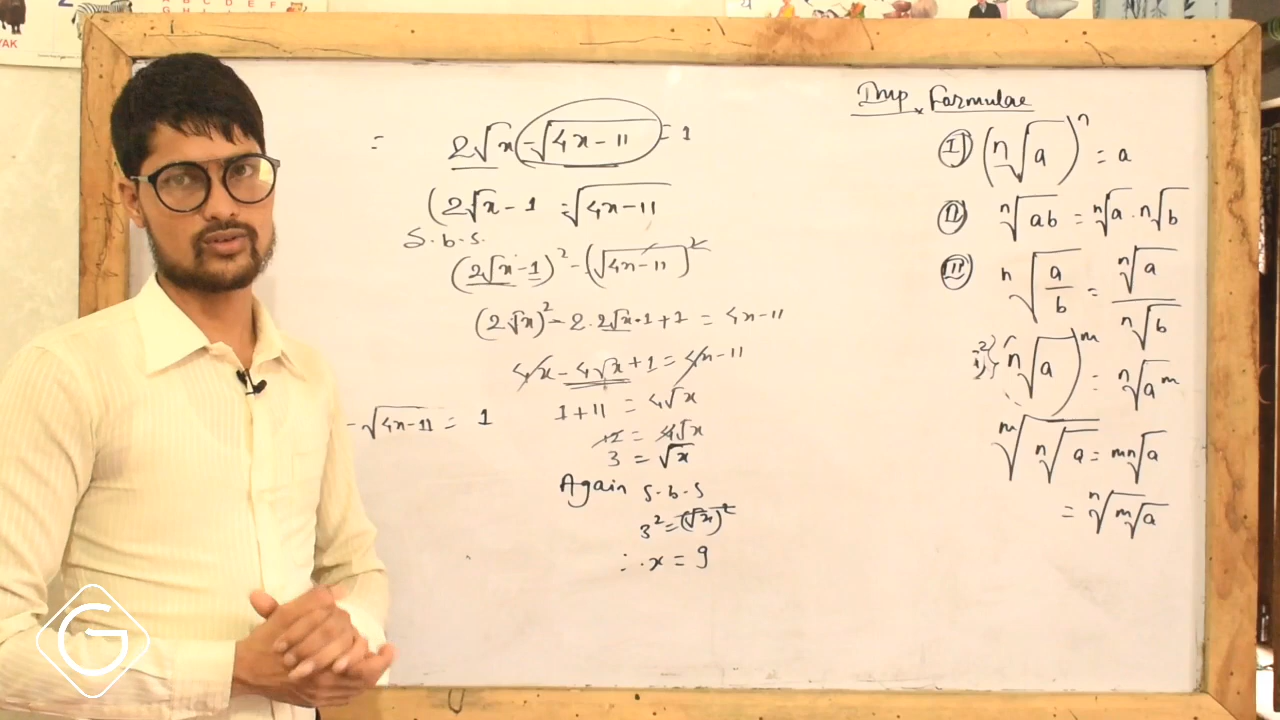 YAK
= 2√x - √(4x-11) = 1
(2√x - 1 = √(4x-11)
S.b.S.
(2√x - 1)² = (√(4x-11))²
(2√x)² - 2.2√x.1 + 1 = 4x-11
4x - 4√x + 1 = 4x-11
1+11 = 4√x
12 = 4√x
3 = √x
Again S.b.S
3² = (√x)²
∴ x = 9
- √(4x-11) = 1
Imp. Formulae
I) (ⁿ√a)ⁿ = a
II) ⁿ√ab = ⁿ√a . ⁿ√b
III) ⁿ√(a/b) = ⁿ√a / ⁿ√b
(ⁿ√a)ᵐ = ⁿ√aᵐ
ᵐ√ⁿ√a = ᵐⁿ√a
= ⁿ√ᵐ√a
G